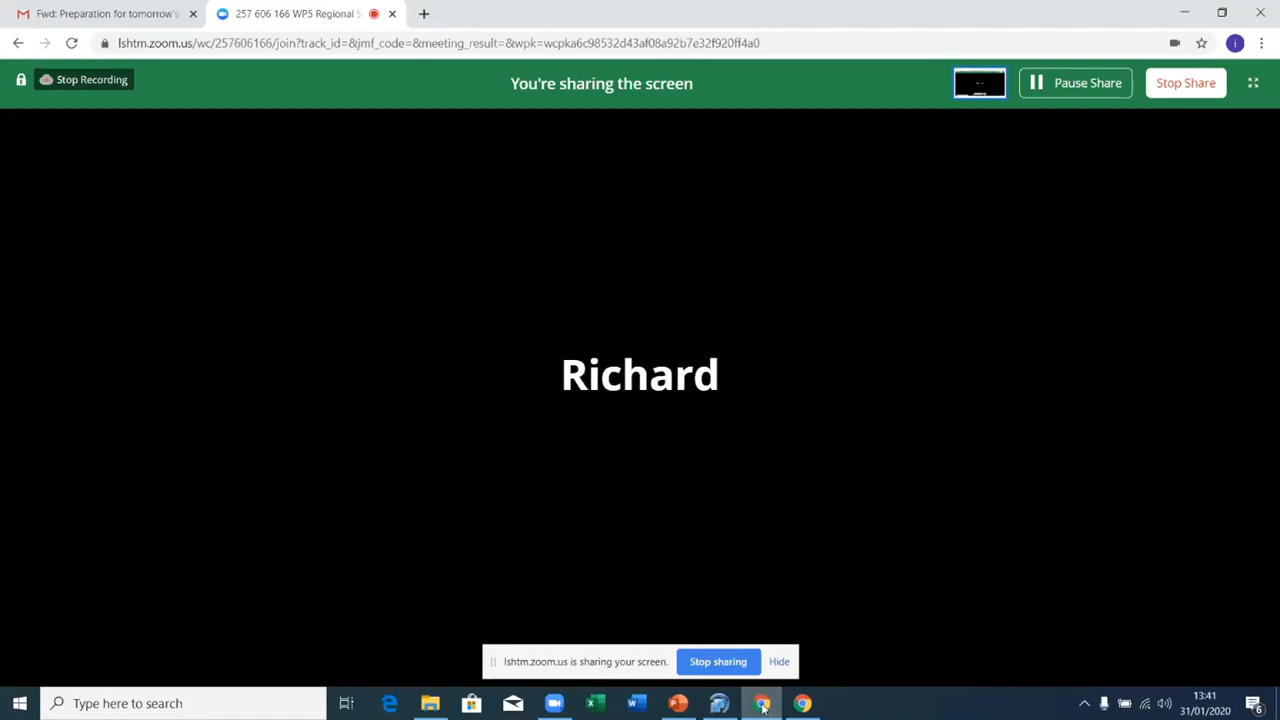 Fwd: Preparation for tomorrow's
257 606 166 WP5 Regional S
lshtm.zoom.us/wc/257606166/join?track_id=&jmf_code=&meeting_result=&wpk=wcpka6c98532d43af08a92b7e32f920ff4a0
i
Stop Recording
You're sharing the screen
Pause Share
Stop Share
Richard
lshtm.zoom.us is sharing your screen.
Stop sharing
Hide
Type here to search
13:41
31/01/2020
6